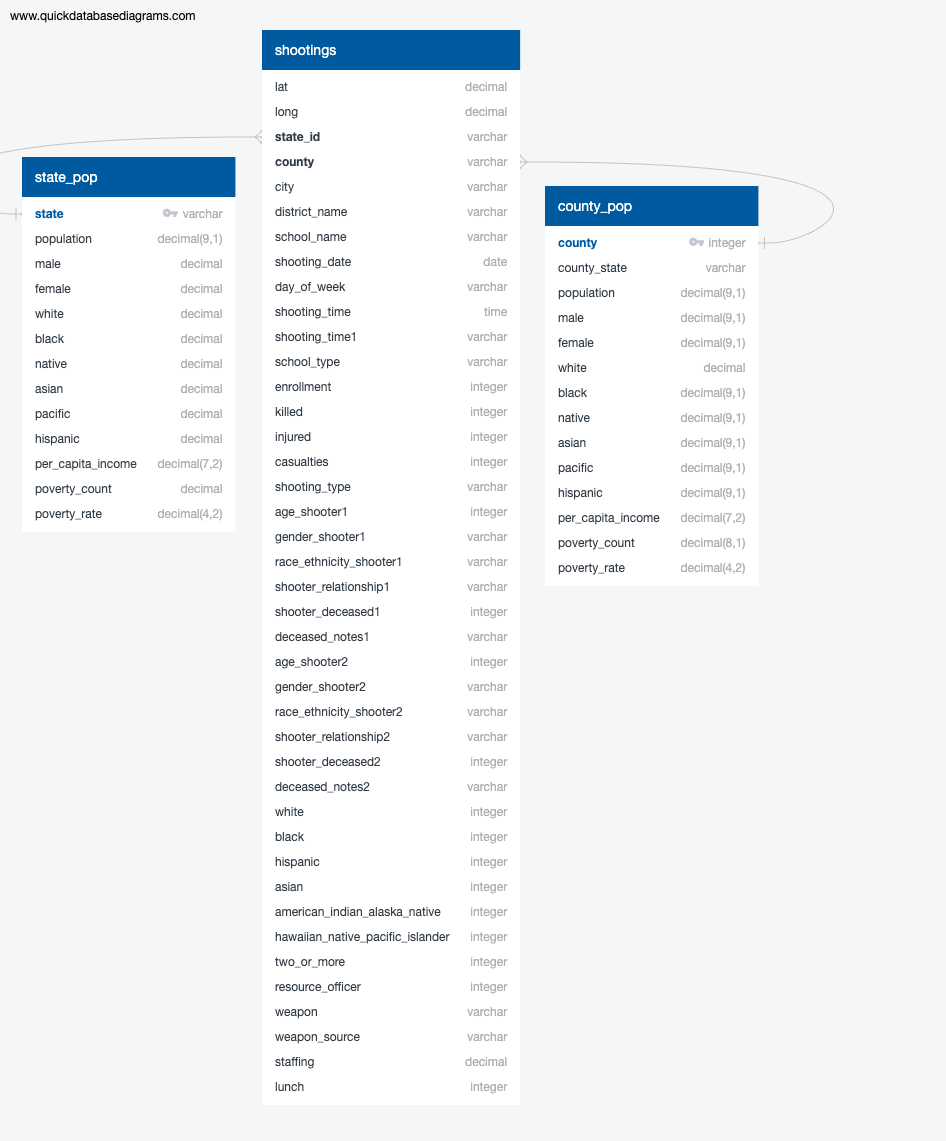 www.quickdatabasediagrams.com
shootings
lat decimal
long decimal
state_id varchar
county varchar
city varchar
district_name varchar
school_name varchar
shooting_date date
day_of_week varchar
shooting_time time
shooting_time1 varchar
school_type varchar
enrollment integer
killed integer
injured integer
casualties integer
shooting_type varchar
age_shooter1 integer
gender_shooter1 varchar
race_ethnicity_shooter1 varchar
shooter_relationship1 varchar
shooter_deceased1 integer
deceased_notes1 varchar
age_shooter2 integer
gender_shooter2 varchar
race_ethnicity_shooter2 varchar
shooter_relationship2 varchar
shooter_deceased2 integer
deceased_notes2 varchar
white integer
black integer
hispanic integer
asian integer
american_indian_alaska_native integer
hawaiian_native_pacific_islander integer
two_or_more integer
resource_officer integer
weapon varchar
weapon_source varchar
staffing decimal
lunch integer
state_pop
state varchar
population decimal(9,1)
male decimal
female decimal
white decimal
black decimal
native decimal
asian decimal
pacific decimal
hispanic decimal
per_capita_income decimal(7,2)
poverty_count decimal
poverty_rate decimal(4,2)
county_pop
county integer
county_state varchar
population decimal(9,1)
male decimal(9,1)
female decimal(9,1)
white decimal
black decimal(9,1)
native decimal(9,1)
asian decimal(9,1)
pacific decimal(9,1)
hispanic decimal(9,1)
per_capita_income decimal(7,2)
poverty_count decimal(8,1)
poverty_rate decimal(4,2)